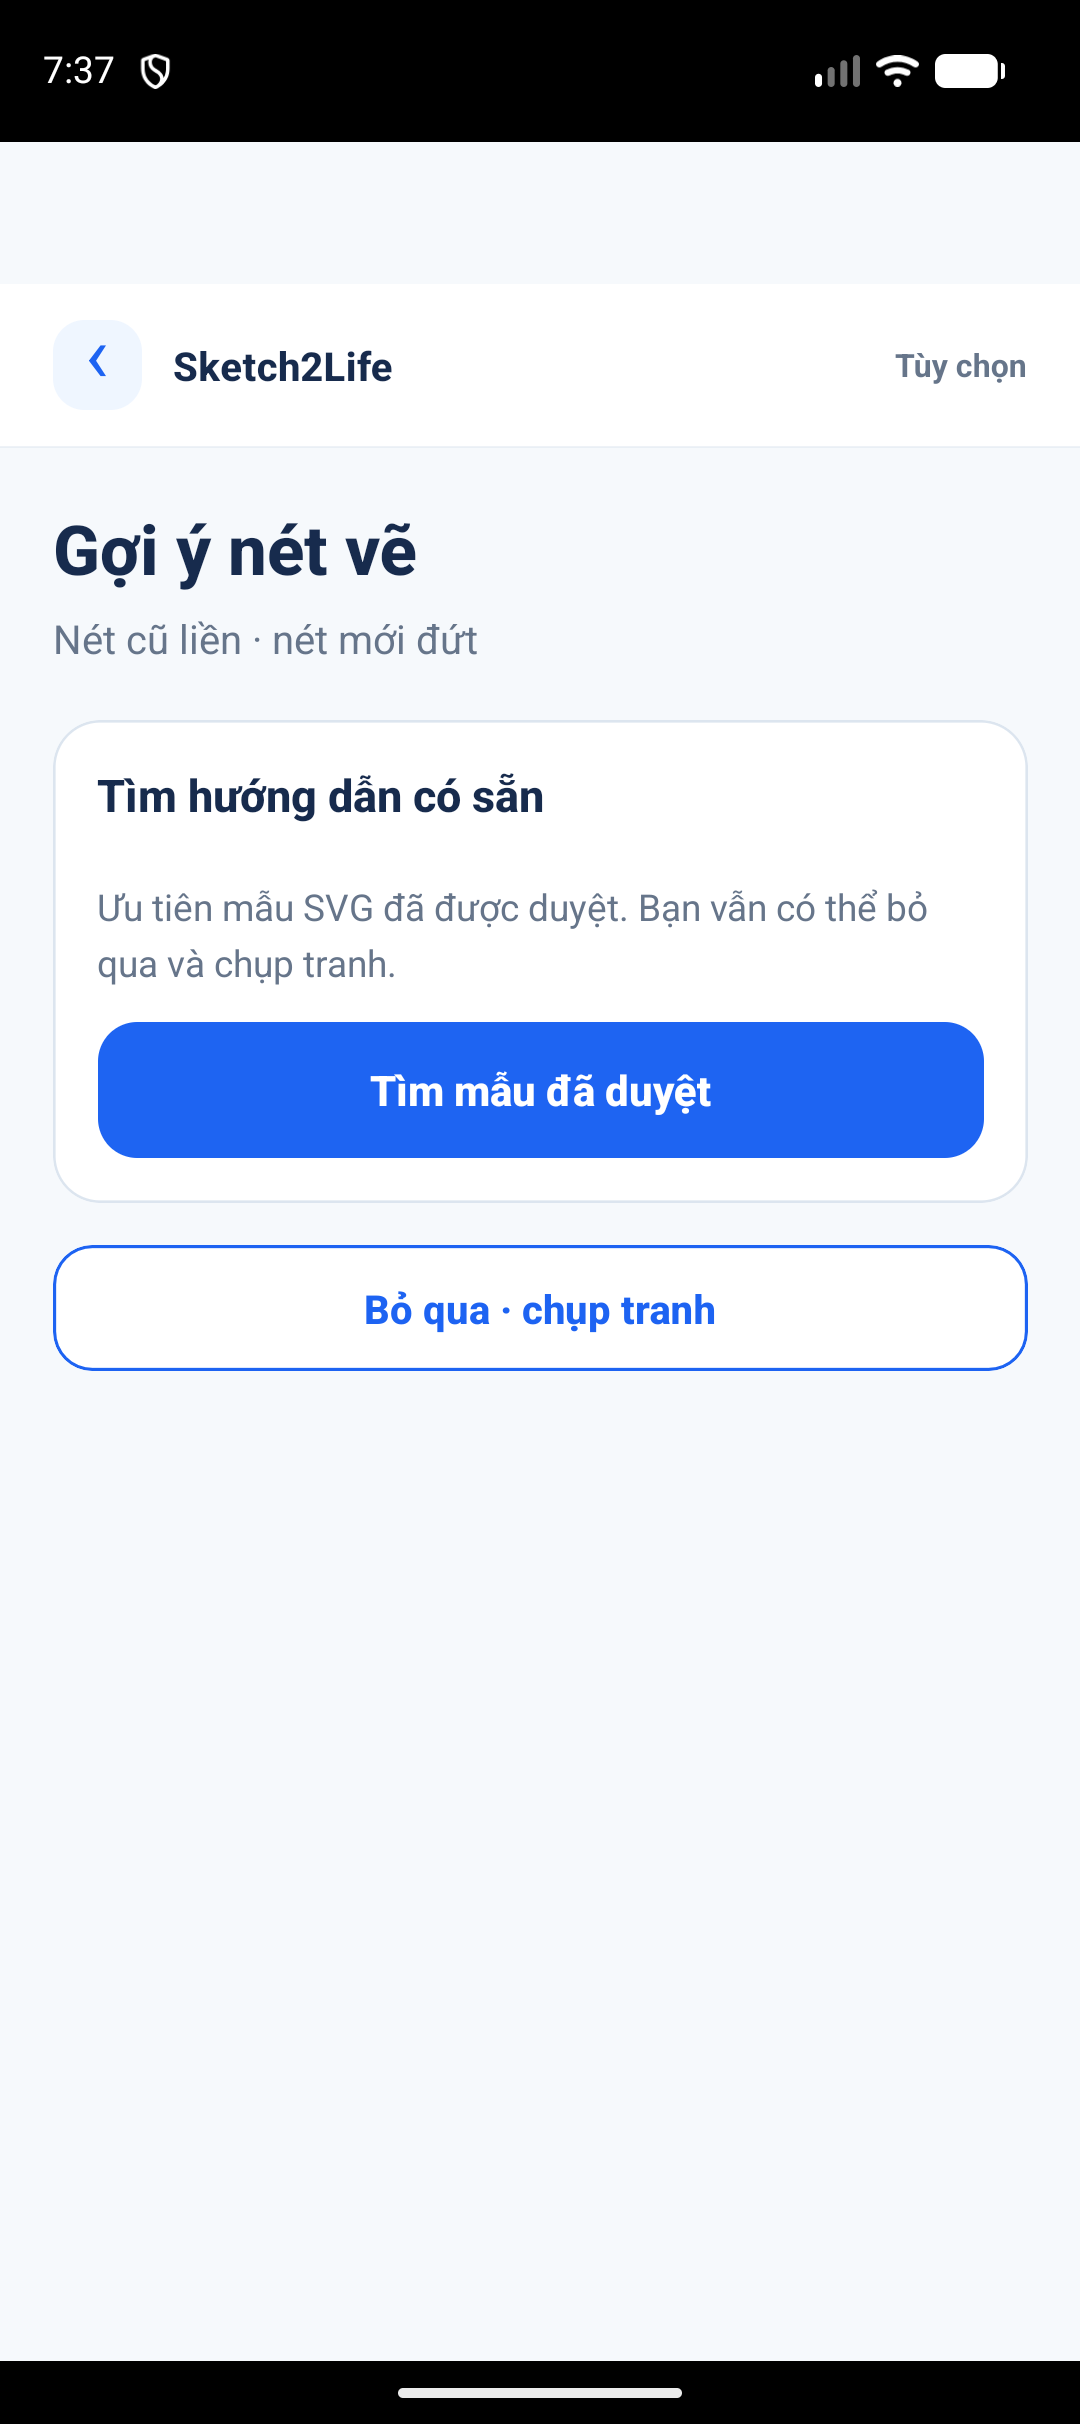 7:37
Sketch2Life
Tùy chọn
Gợi ý nét vẽ
Nét cũ liền · nét mới đứt
Tìm hướng dẫn có sẵn
Ưu tiên mẫu SVG đã được duyệt. Bạn vẫn có thể bỏ
qua và chụp tranh.
Tìm mẫu đã duyệt
Bỏ qua · chụp tranh